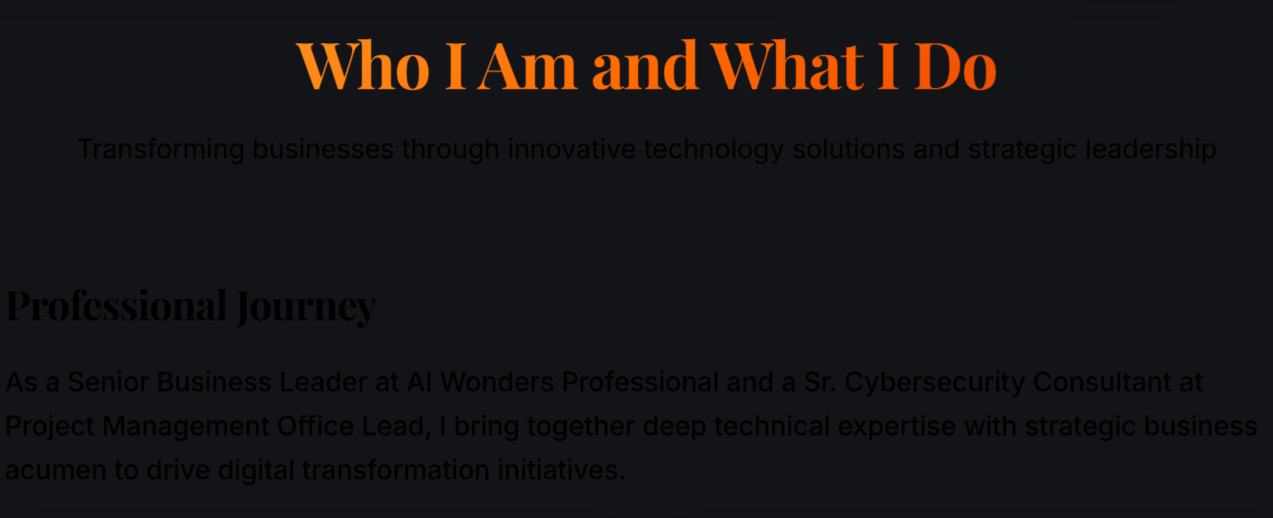 Who I Am and What I Do
Transforming businesses through innovative technology solutions and strategic leadership
Professional Journey
As a Senior Business Leader at AI Wonders Professional and a Sr. Cybersecurity Consultant at
Project Management Office Lead, I bring together deep technical expertise with strategic business
acumen to drive digital transformation initiatives.